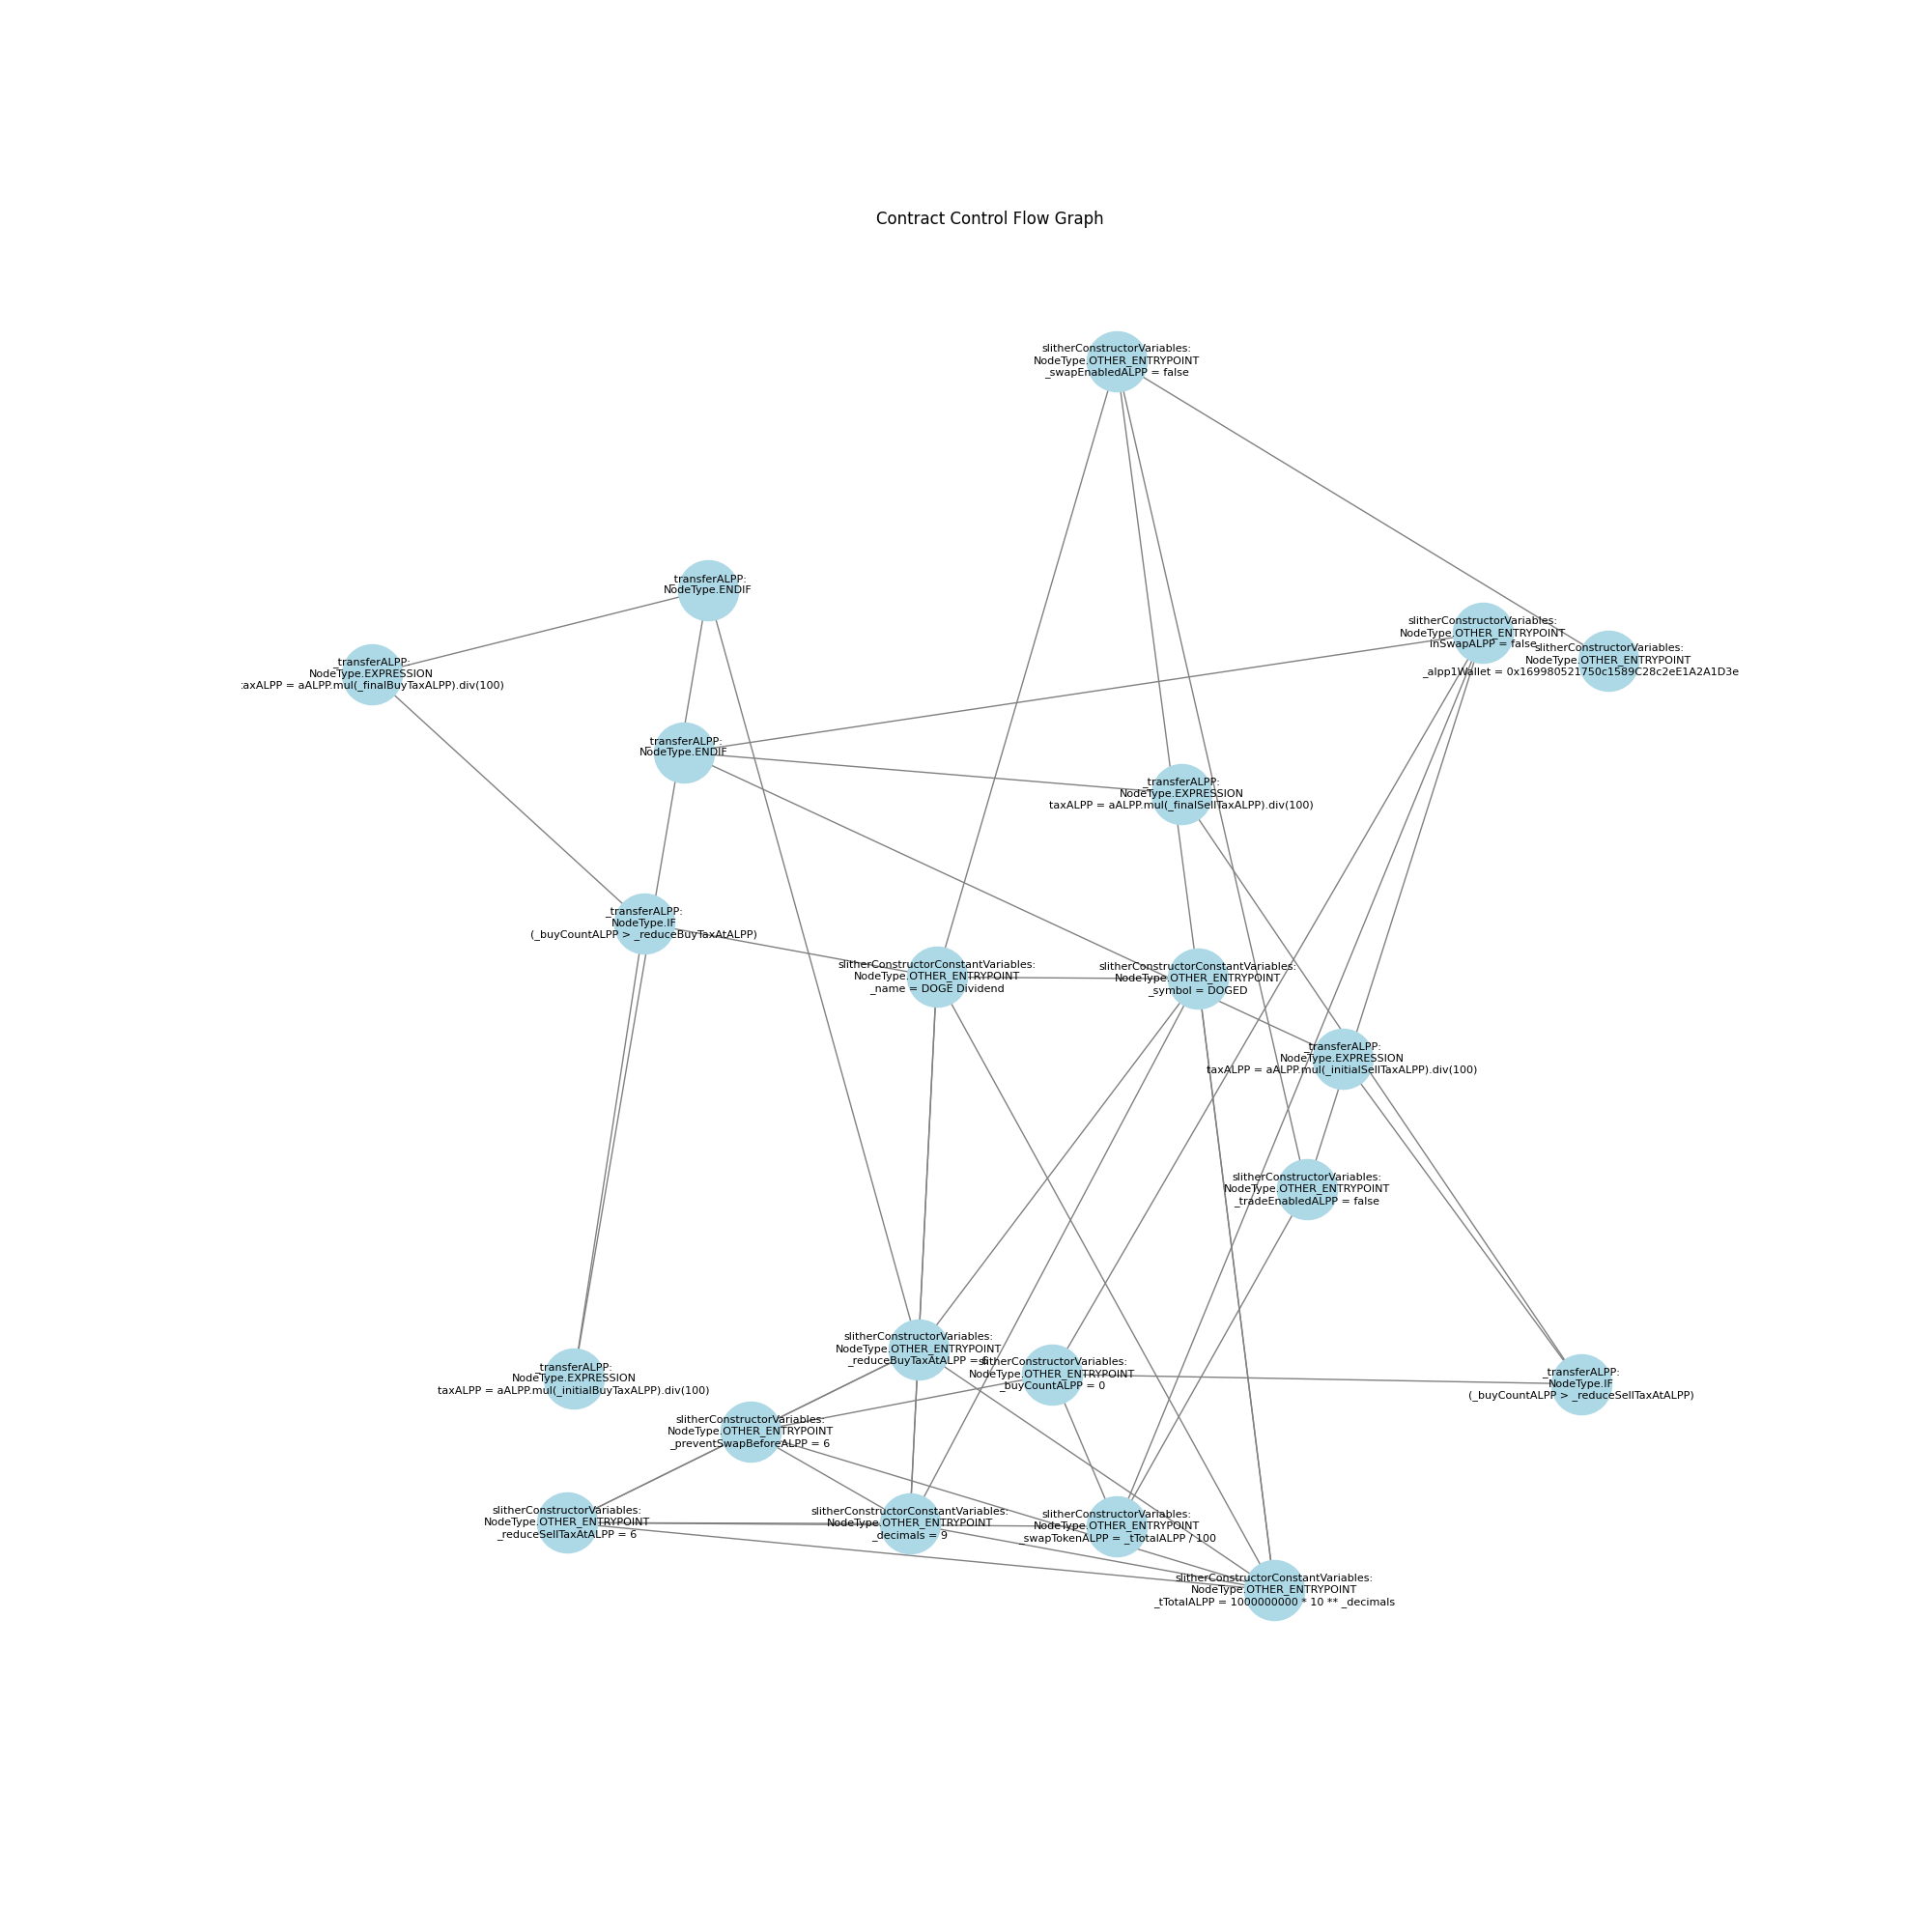 Contract Control Flow Graph
slitherConstructorVariables:
NodeType.OTHER_ENTRYPOINT
_swapEnabledALPP = false
_transferALPP:
NodeType.ENDIF
slitherConstructorVariables:
NodeType.OTHER_ENTRYPOINT
inSwapALPP = false
slitherConstructorVariables:
NodeType.OTHER_ENTRYPOINT
_alpp1Wallet = 0x169980521750c1589C28c2eE1A2A1D3e
_transferALPP:
NodeType.EXPRESSION
taxALPP = aALPP.mul(_finalBuyTaxALPP).div(100)
_transferALPP:
NodeType.ENDIF
_transferALPP:
NodeType.EXPRESSION
taxALPP = aALPP.mul(_finalSellTaxALPP).div(100)
_transferALPP:
NodeType.IF
(_buyCountALPP > _reduceBuyTaxAtALPP)
slitherConstructorConstantVariables:
NodeType.OTHER_ENTRYPOINT
_name = DOGE Dividend
slitherConstructorConstantVariables:
NodeType.OTHER_ENTRYPOINT
_symbol = DOGED
_transferALPP:
NodeType.EXPRESSION
taxALPP = aALPP.mul(_initialSellTaxALPP).div(100)
slitherConstructorVariables:
NodeType.OTHER_ENTRYPOINT
_tradeEnabledALPP = false
slitherConstructorVariables:
NodeType.OTHER_ENTRYPOINT
_reduceBuyTaxAtALPP =
slitherConstructorVariables:
NodeType.OTHER_ENTRYPOINT
_buyCountALPP = 0
_transferALPP:
NodeType.EXPRESSION
taxALPP = aALPP.mul(_initialBuyTaxALPP).div(100)
_transferALPP:
NodeType.IF
(_buyCountALPP > _reduceSellTaxAtALPP)
slitherConstructorVariables:
NodeType.OTHER_ENTRYPOINT
_preventSwapBeforeALPP = 6
slitherConstructorVariables:
NodeType.OTHER_ENTRYPOINT
_reduceSellTaxAtALPP = 6
slitherConstructorConstantVariables:
NodeType.OTHER_ENTRYPOINT
_decimals = 9
slitherConstructorVariables:
NodeType.OTHER_ENTRYPOINT
_swapTokenALPP = _tTotalALPP / 100
slitherConstructorConstantVariables:
NodeType.OTHER_ENTRYPOINT
_tTotalALPP = 1000000000 * 10 ** _decimals